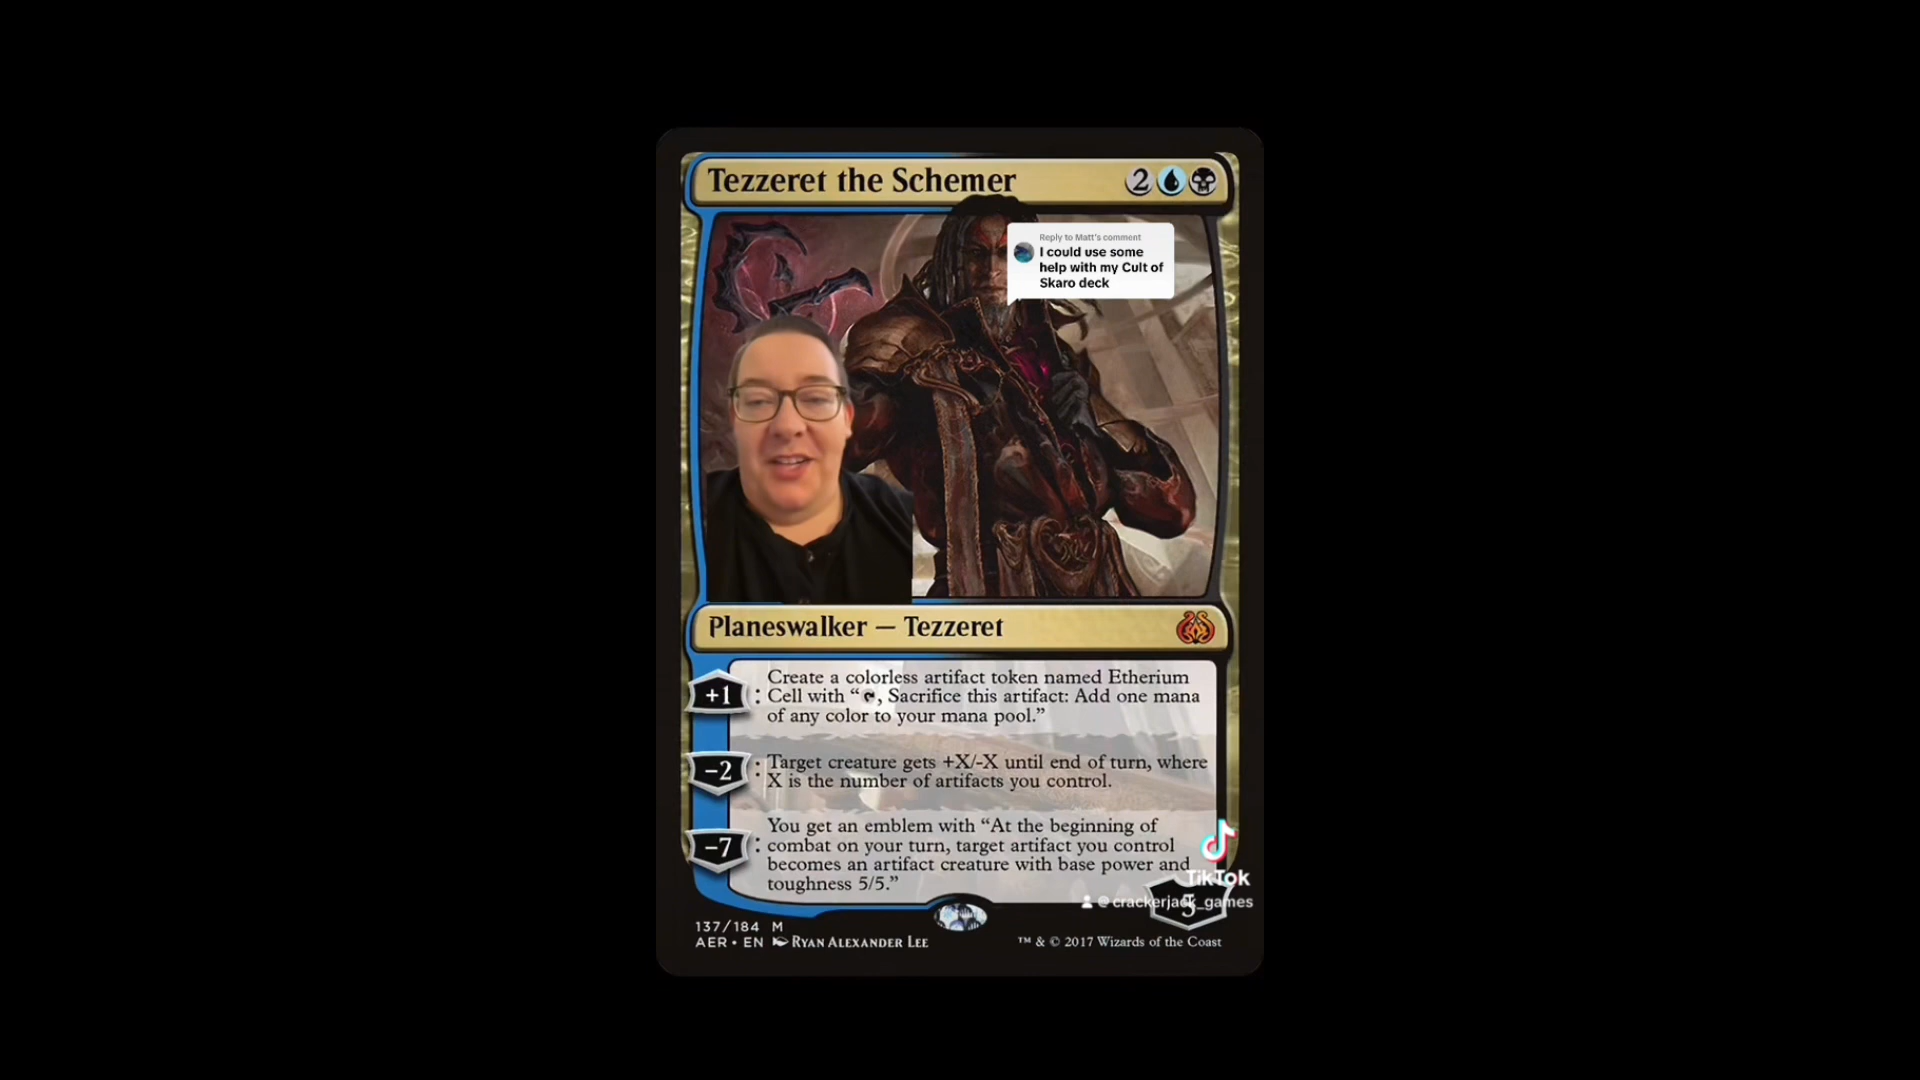 Tezzeret the Schemer 2
Reply to Matt's comment
I could use some
help with my Cult of
Skaro deck
Planeswalker — Tezzeret
+1 : Create a colorless artifact token named Etherium
Cell with “, Sacrifice this artifact: Add one mana
of any color to your mana pool.”
−2 : Target creature gets +X/-X until end of turn, where
X is the number of artifacts you control.
−7 : You get an emblem with “At the beginning of
combat on your turn, target artifact you control
becomes an artifact creature with base power and
toughness 5/5.”
TikTok
@crackerjack_games
5
137/184 M
AER • EN Ryan Alexander Lee
™ & © 2017 Wizards of the Coast